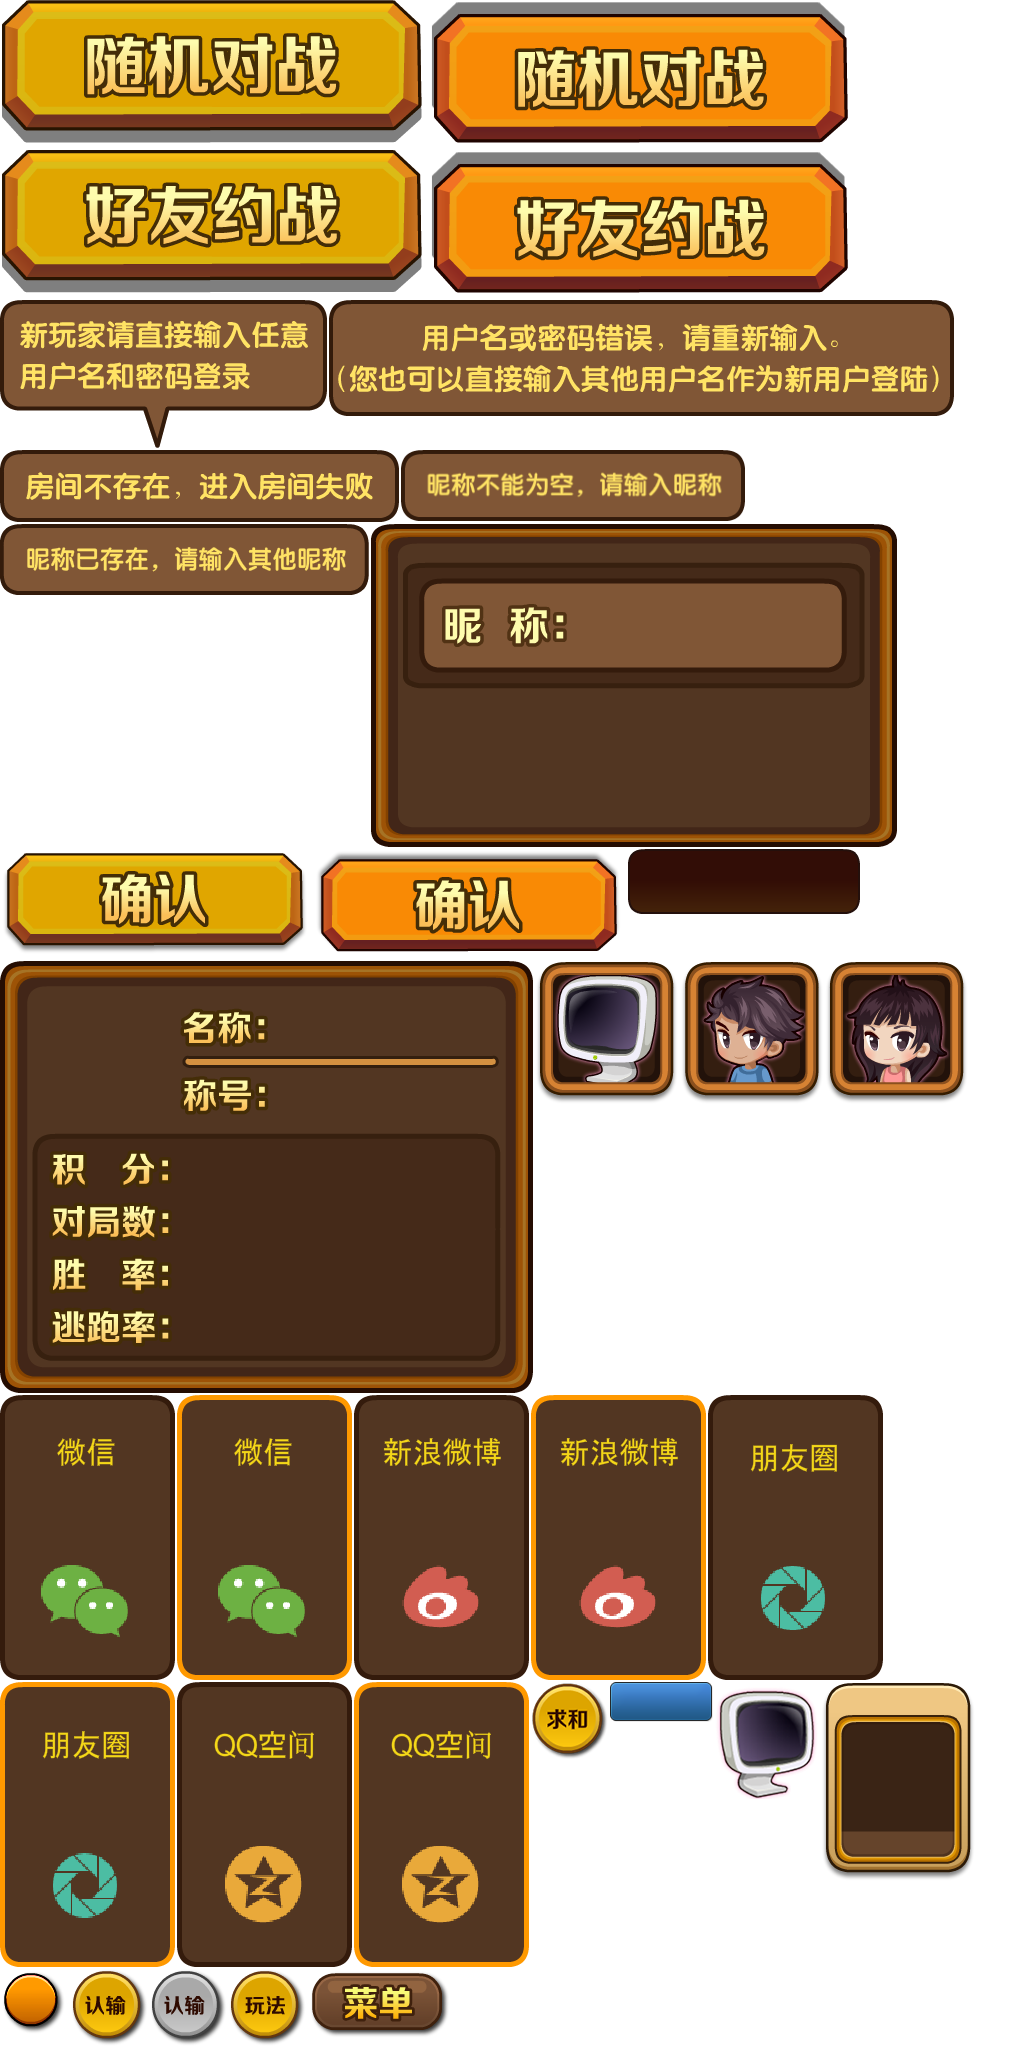 随机对战
随机对战
好友约战
好友约战
新玩家请直接输入任意
用户名和密码登录
用户名或密码错误，请重新输入。
（您也可以直接输入其他用户名作为新用户登陆）
房间不存在，进入房间失败
昵称不能为空，请输入昵称
昵称已存在，请输入其他昵称
昵 称：
确认
确认
名称：
称号：
积 分：
对局数：
胜 率：
逃跑率：
微信
微信
新浪微博
新浪微博
朋友圈
朋友圈
QQ空间
QQ空间
求和
认输
认输
玩法
菜单